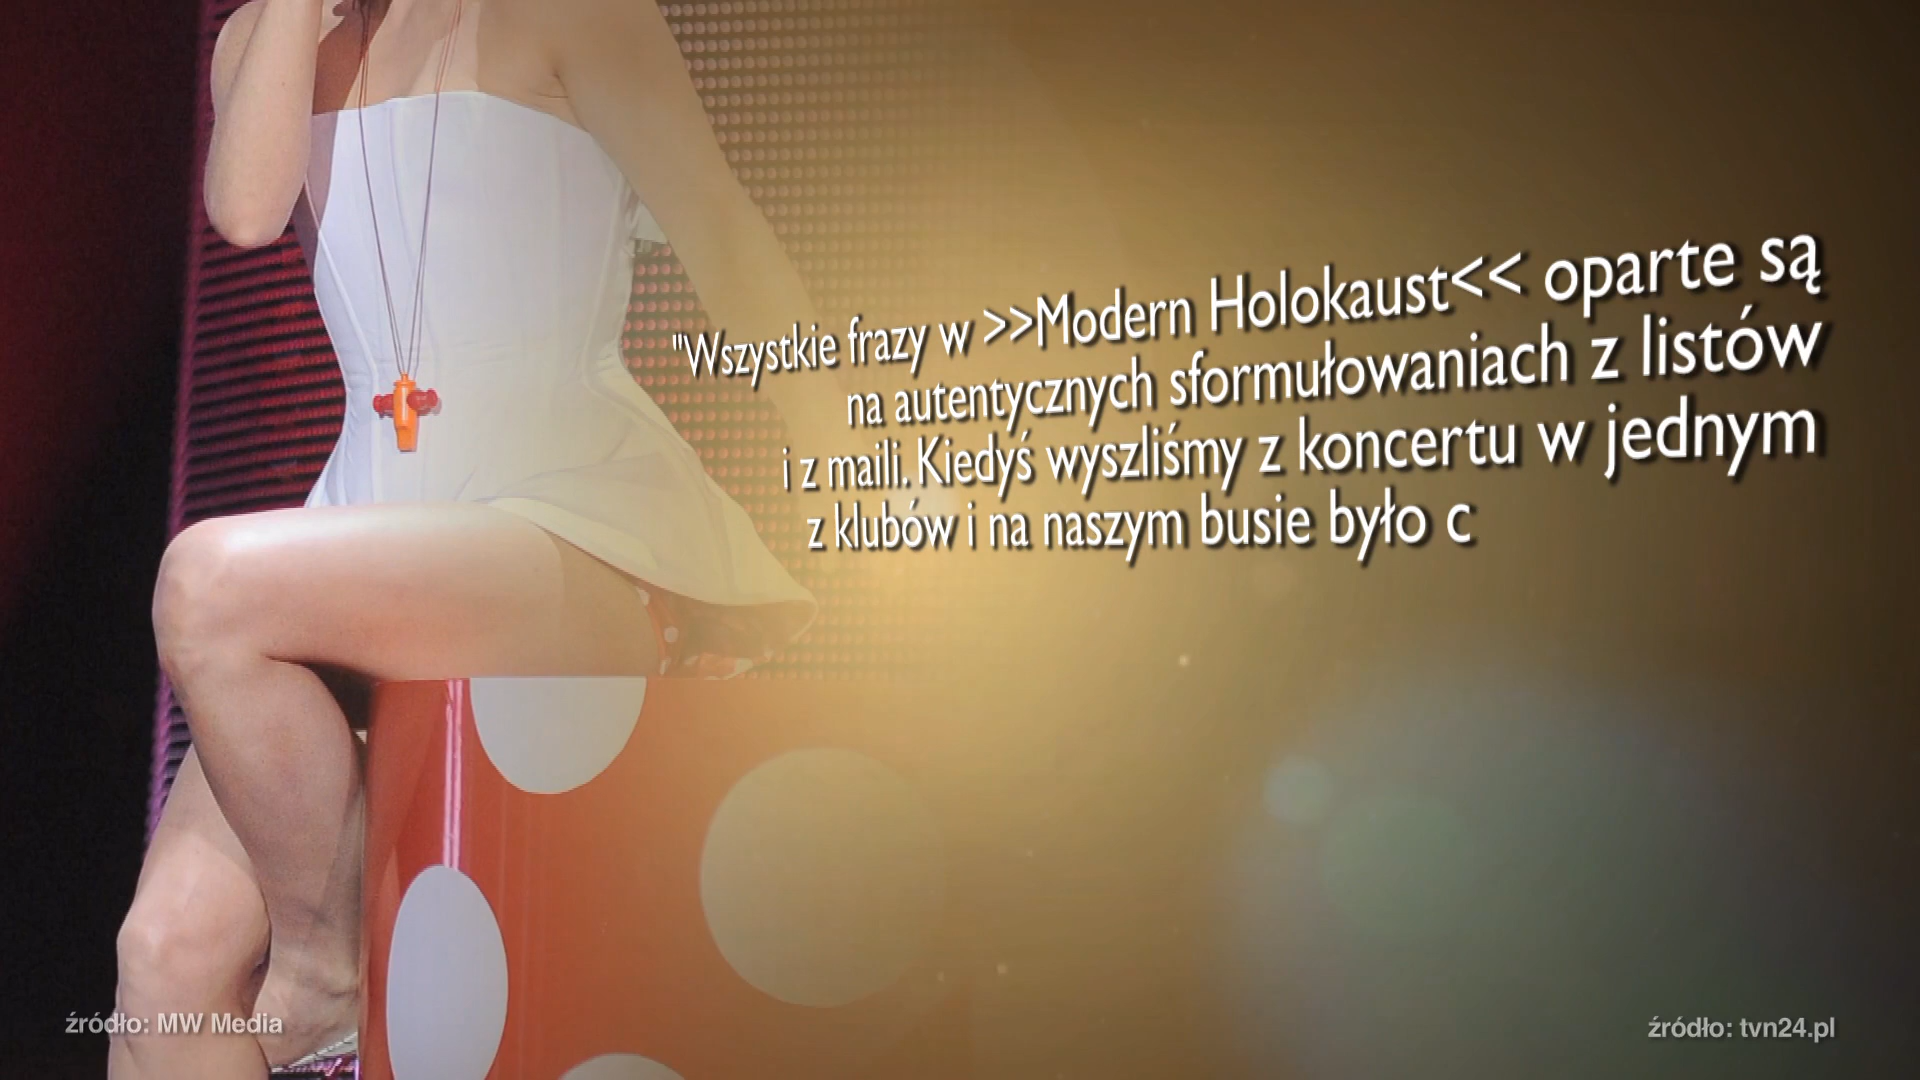 "Wszystkie frazy w >>Modern Holokaust<< oparte są
na autentycznych sformułowaniach z listów
i z maili. Kiedyś wyszliśmy z koncertu w jednym
z klubów i na naszym busie było c
źródło: MW Media
źródło: tvn24.pl